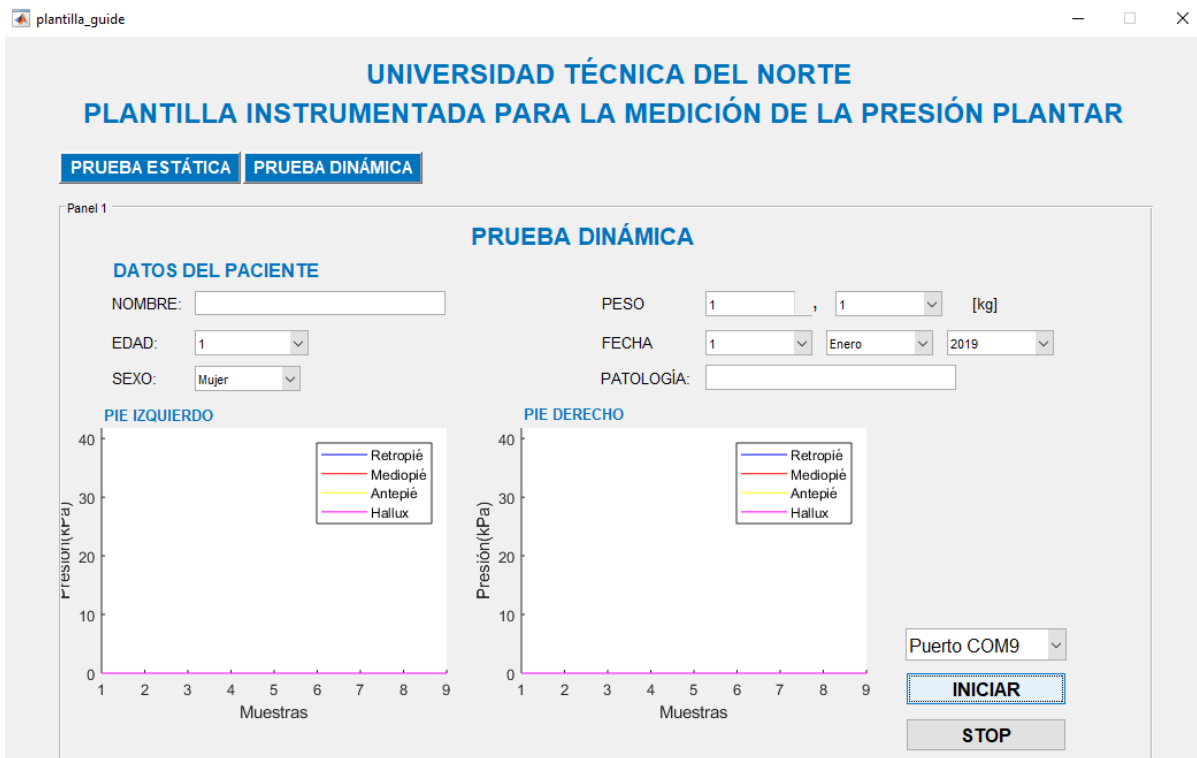 plantilla_guide
UNIVERSIDAD TÉCNICA DEL NORTE
PLANTILLA INSTRUMENTADA PARA LA MEDICIÓN DE LA PRESIÓN PLANTAR
PRUEBA ESTÁTICA PRUEBA DINÁMICA
Panel 1
PRUEBA DINÁMICA
DATOS DEL PACIENTE
NOMBRE:
PESO 1 , 1 [kg]
EDAD: 1
FECHA 1 Enero 2019
SEXO: Mujer
PATOLOGÍA:
PIE IZQUIERDO
40
30
20
10
0
Presión(kPa)
Retropié
Mediopié
Antepié
Hallux
1 2 3 4 5 6 7 8 9
Muestras
PIE DERECHO
40
30
20
10
0
Presión(kPa)
Retropié
Mediopié
Antepié
Hallux
1 2 3 4 5 6 7 8 9
Muestras
Puerto COM9
INICIAR
STOP